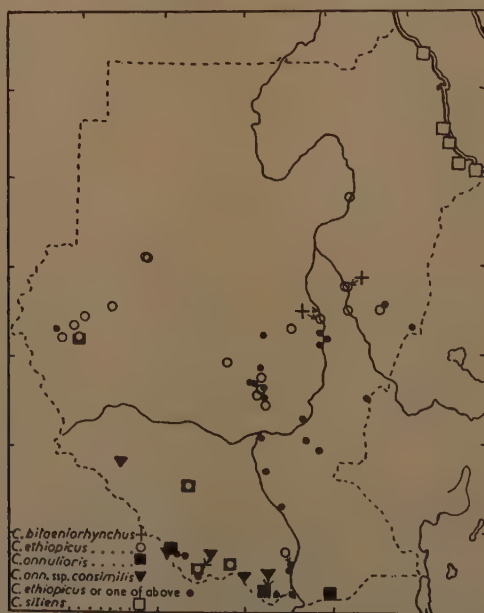 C. bitaeniorhynchus +
C. ethiopicus ..... ○
C. annulioris ....... ■
C. ann. ssp. consimilis ▼
C. ethiopicus or one of above ●
C. sitiens .......... □